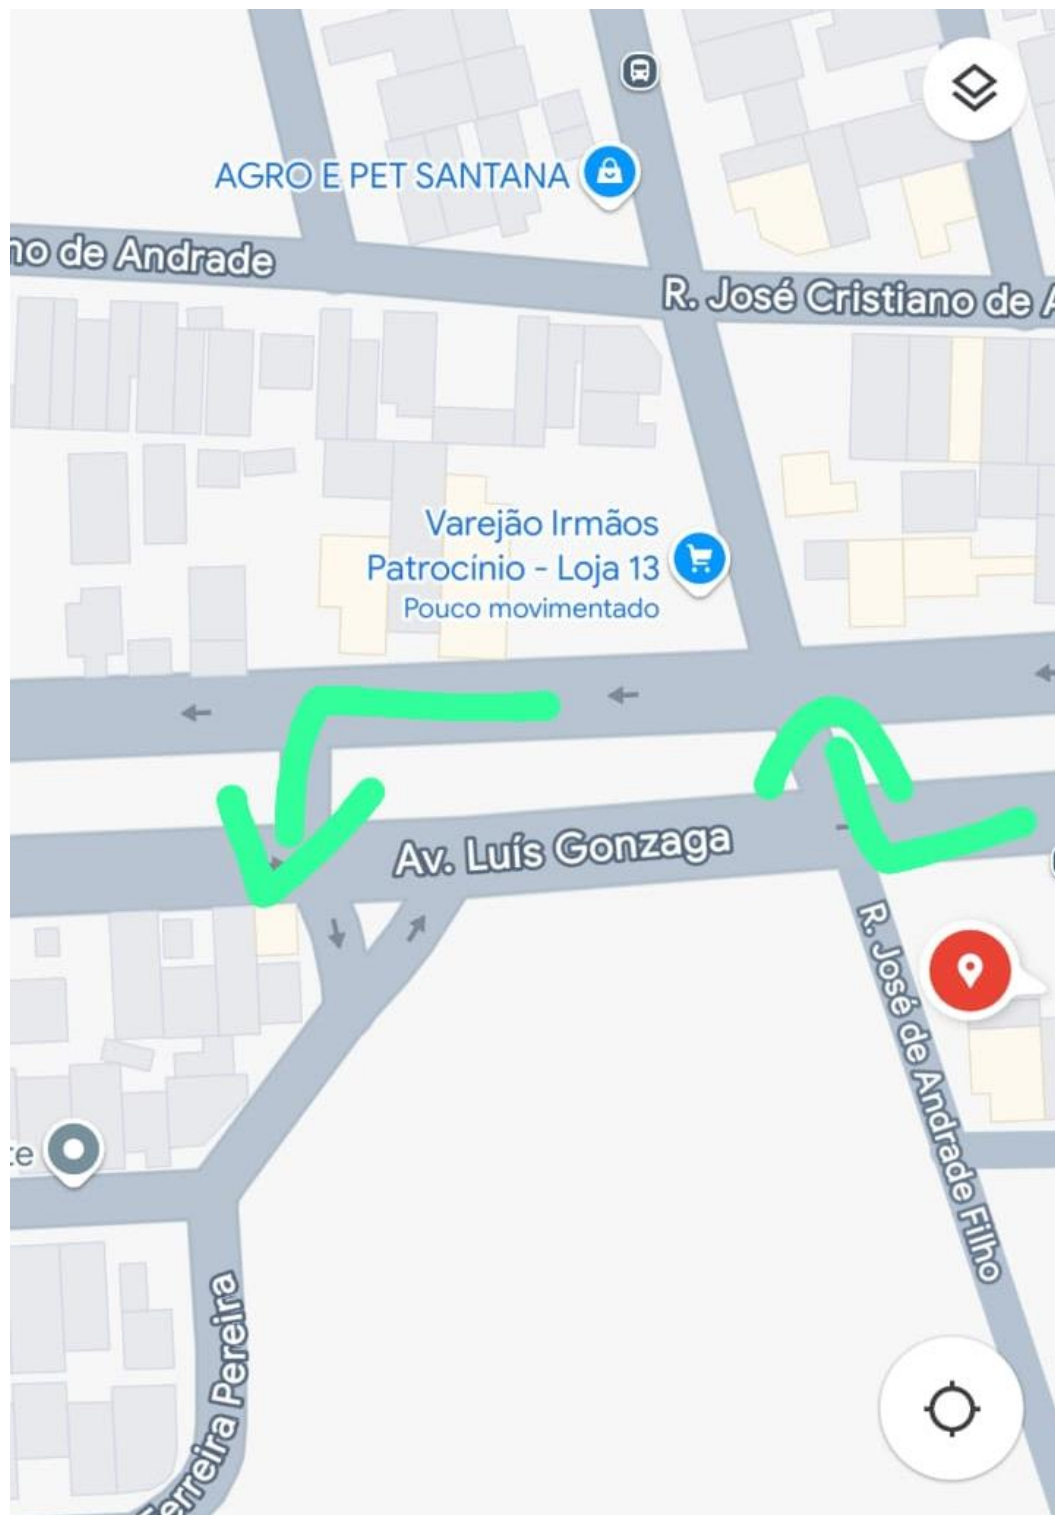 AGRO E PET SANTANA
no de Andrade
R. José Cristiano de A
Varejão Irmãos
Patrocínio - Loja 13
Pouco movimentado
Av. Luís Gonzaga
R. José de Andrade Filho
te
Ferreira Pereira